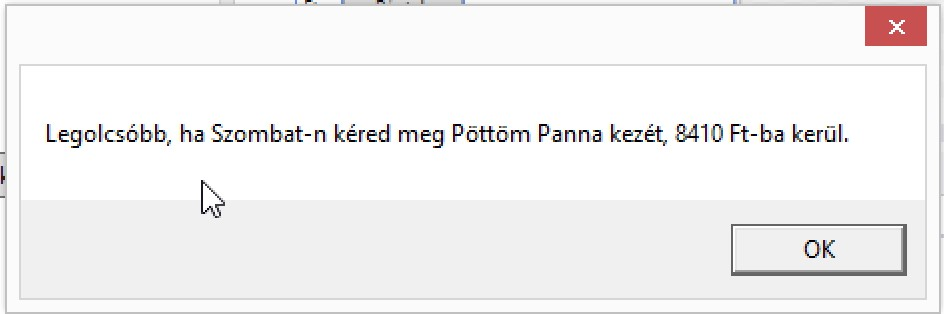 Legolcsóbb, ha Szombat-n kéred meg Pöttöm Panna kezét, 8410 Ft-ba kerül.
OK